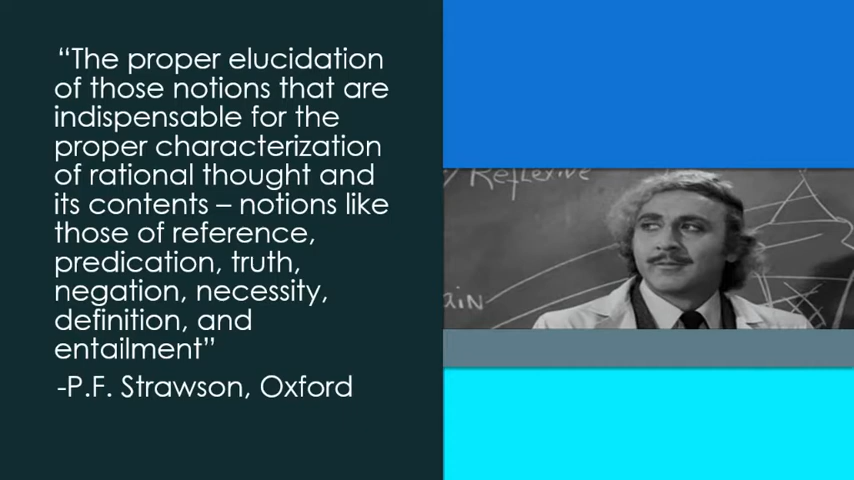 “The proper elucidation
of those notions that are
indispensable for the
proper characterization
of rational thought and
its contents – notions like
those of reference,
predication, truth,
negation, necessity,
definition, and
entailment”
-P.F. Strawson, Oxford
Reflexive